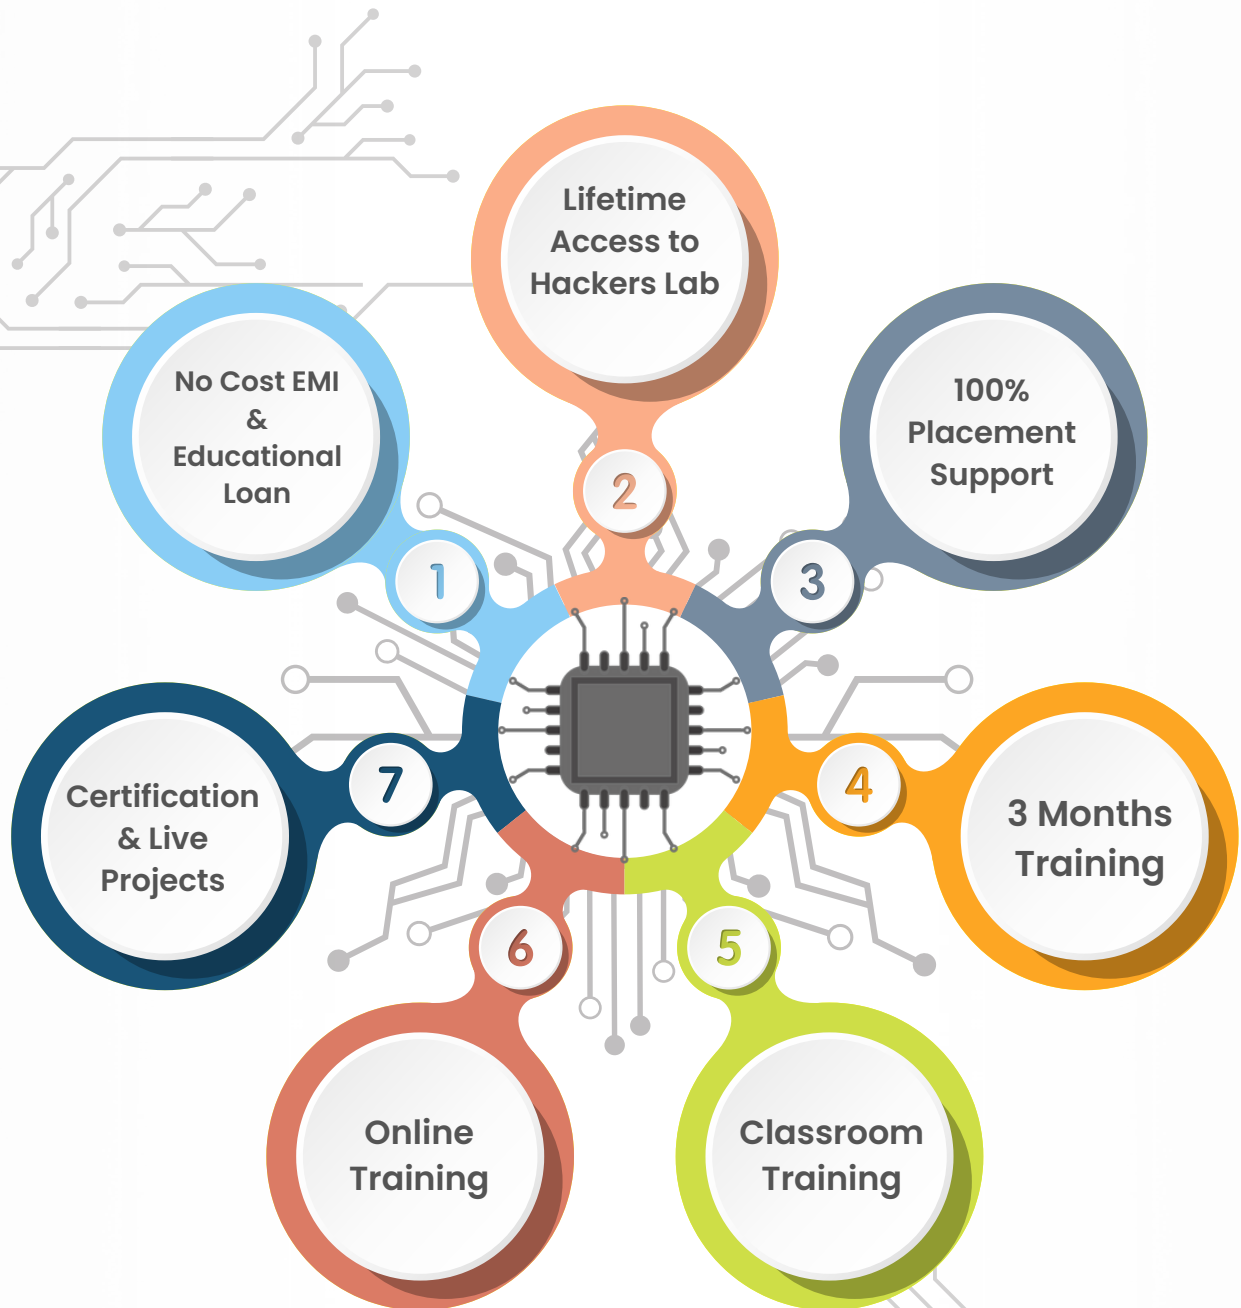 No Cost EMI
&
Educational
Loan
1
Lifetime
Access to
Hackers Lab
2
100%
Placement
Support
3
3 Months
Training
4
Classroom
Training
5
Online
Training
6
Certification
& Live
Projects
7